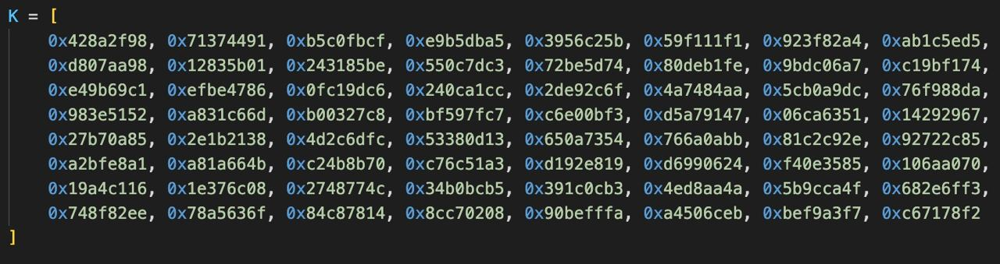 K = [
0x428a2f98, 0x71374491, 0xb5c0fbcf, 0xe9b5dba5, 0x3956c25b, 0x59f111f1, 0x923f82a4, 0xab1c5ed5,
0xd807aa98, 0x12835b01, 0x243185be, 0x550c7dc3, 0x72be5d74, 0x80deb1fe, 0x9bdc06a7, 0xc19bf174,
0xe49b69c1, 0xefbe4786, 0x0fc19dc6, 0x240ca1cc, 0x2de92c6f, 0x4a7484aa, 0x5cb0a9dc, 0x76f988da,
0x983e5152, 0xa831c66d, 0xb00327c8, 0xbf597fc7, 0xc6e00bf3, 0xd5a79147, 0x06ca6351, 0x14292967,
0x27b70a85, 0x2e1b2138, 0x4d2c6dfc, 0x53380d13, 0x650a7354, 0x766a0abb, 0x81c2c92e, 0x92722c85,
0xa2bfe8a1, 0xa81a664b, 0xc24b8b70, 0xc76c51a3, 0xd192e819, 0xd6990624, 0xf40e3585, 0x106aa070,
0x19a4c116, 0x1e376c08, 0x2748774c, 0x34b0bcb5, 0x391c0cb3, 0x4ed8aa4a, 0x5b9cca4f, 0x682e6ff3,
0x748f82ee, 0x78a5636f, 0x84c87814, 0x8cc70208, 0x90befffa, 0xa4506ceb, 0xbef9a3f7, 0xc67178f2
]